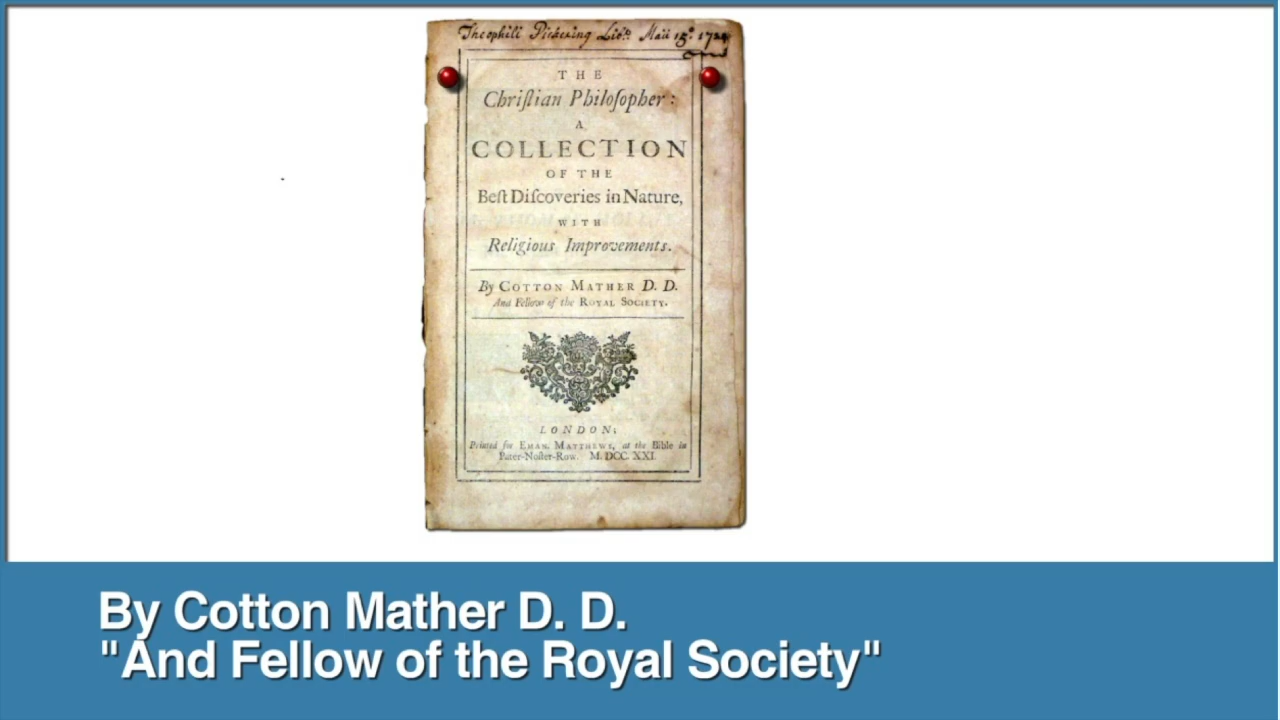 Theophili Pickering Lib.r Maii 15.o 1724
THE
Chriſtian Philoſopher:
A
COLLECTION
OF THE
Beſt Diſcoveries in Nature,
WITH
Religious Improvements.
By COTTON MATHER D. D.
And Fellow of the ROYAL SOCIETY.
LONDON:
Printed for EMAN. MATTHEWS, at the Bible in
Pater-Noſter-Row. M. DCC. XXI.
By Cotton Mather D. D.
"And Fellow of the Royal Society"